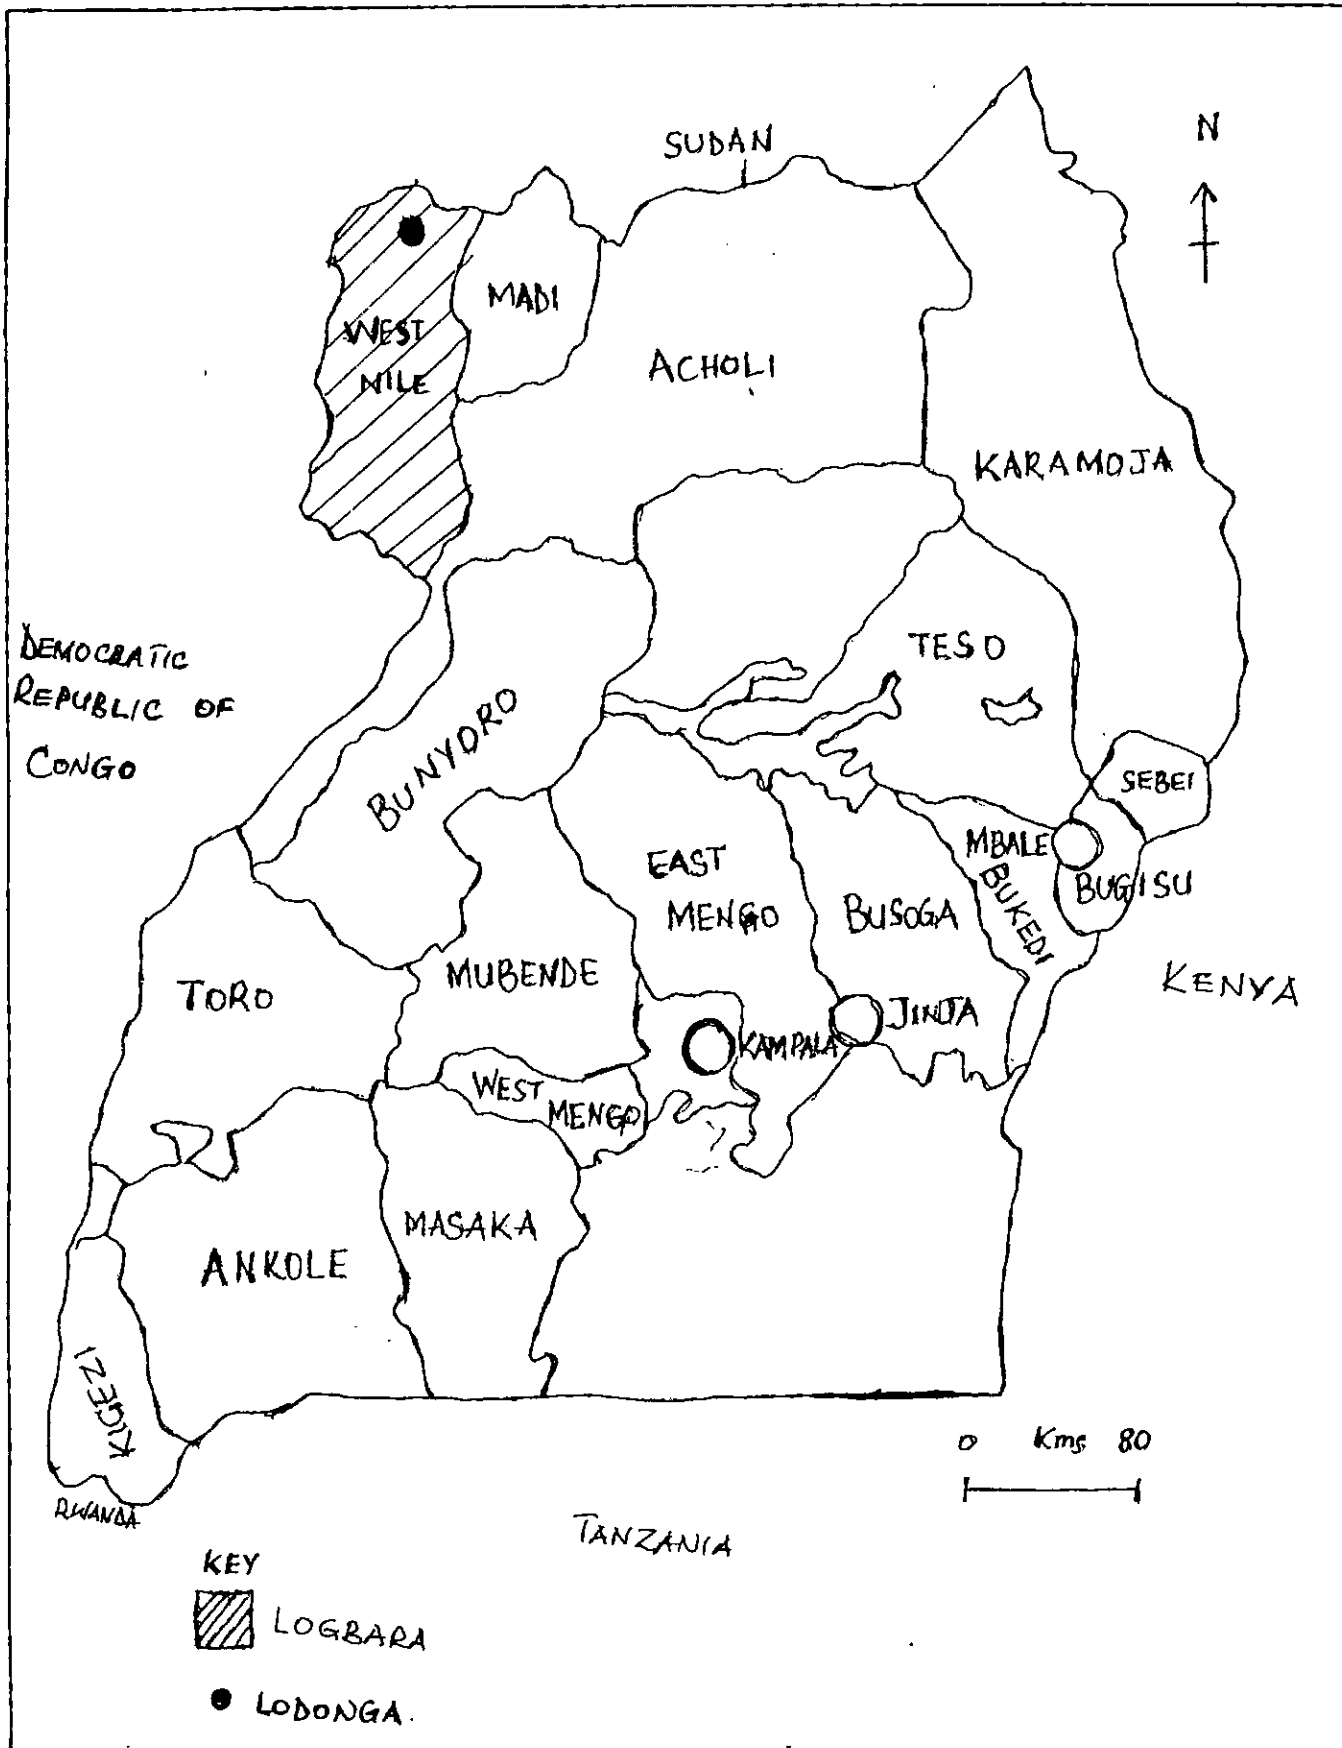 SUDAN
N
MADI
WEST
NILE
ACHOLI
KARAMOJA
DEMOCRATIC
REPUBLIC OF
CONGO
TESO
BUNYORO
SEBEI
MBALE
EAST
MENGO
BUSOGA
BUKEDI
BUGISU
KENYA
TORO
MUBENDE
JINJA
KAMPALA
WEST
MENGO
MASAKA
ANKOLE
KIGEZI
0 Kms 80
RWANDA
TANZANIA
KEY
LOGBARA
LODONGA.